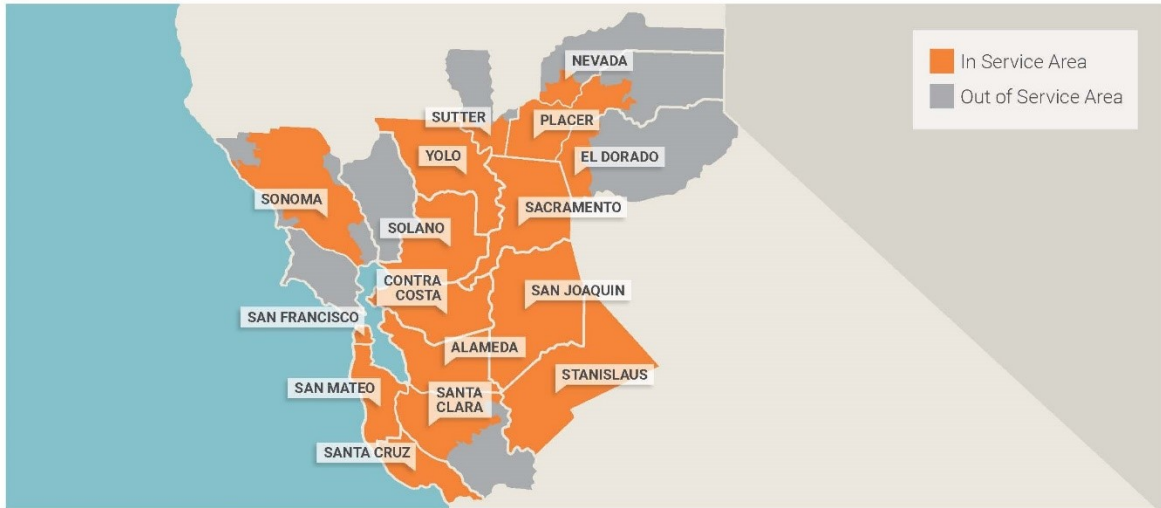 In Service Area
Out of Service Area
NEVADA
SUTTER
PLACER
YOLO
EL DORADO
SONOMA
SACRAMENTO
SOLANO
CONTRA
COSTA
SAN JOAQUIN
SAN FRANCISCO
ALAMEDA
STANISLAUS
SAN MATEO
SANTA
CLARA
SANTA CRUZ